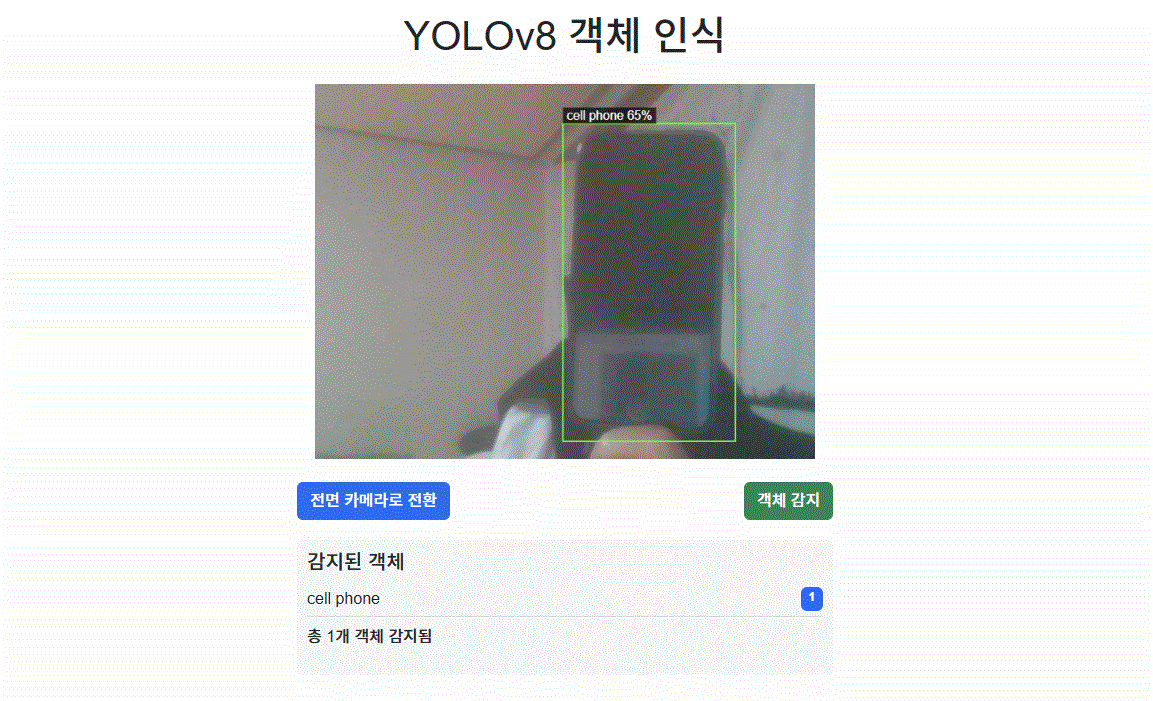 YOLOv8 객체 인식
cell phone 65%
전면 카메라로 전환
객체 감지
감지된 객체
cell phone
1
총 1개 객체 감지됨